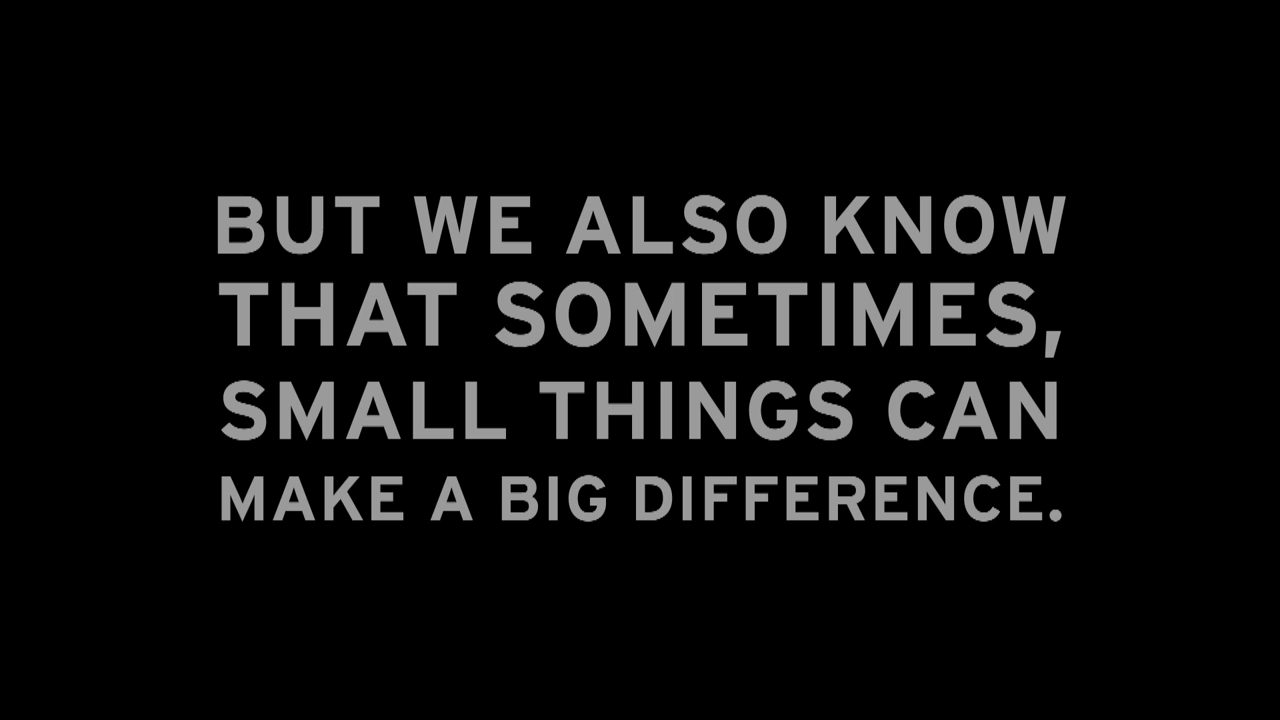 BUT WE ALSO KNOW
THAT SOMETIMES,
SMALL THINGS CAN
MAKE A BIG DIFFERENCE.